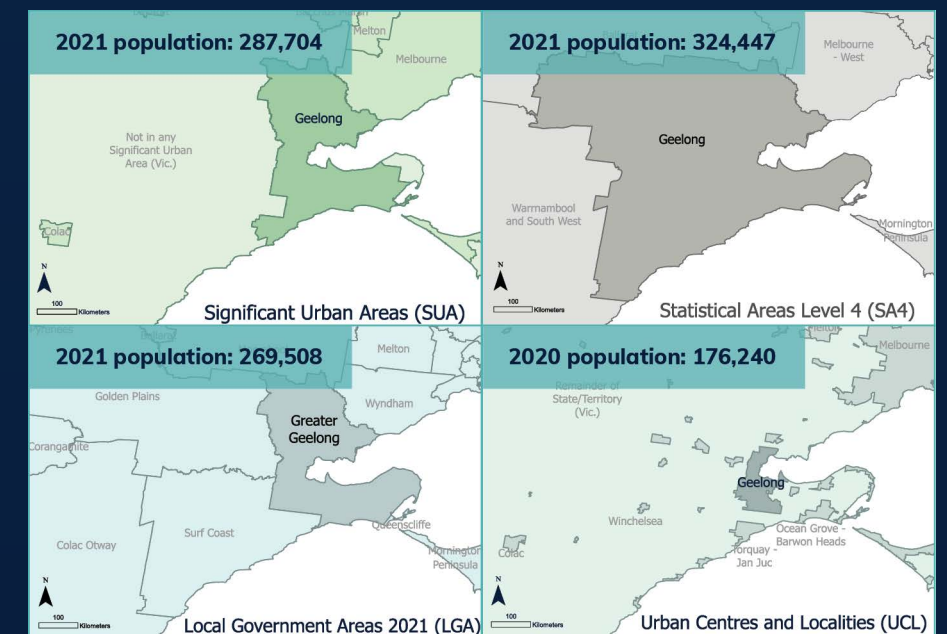 2021 population: 287,704
Melton
Melbourne
Geelong
Not in any
Significant Urban
Area (Vic.)
Colac
N
100
Kilometers
Significant Urban Areas (SUA)
2021 population: 324,447
Melbourne
- West
Geelong
Warrnambool
and South West
Mornington
Peninsula
N
100
Kilometers
Statistical Areas Level 4 (SA4)
2021 population: 269,508
Pyrenees
Melton
Golden Plains
Wyndham
Greater
Geelong
Corangamite
Surf Coast
Queenscliffe
Colac Otway
Mornington
Peninsula
N
100
Kilometers
Local Government Areas 2021 (LGA)
2020 population: 176,240
Melton
Melbourne
Remainder of
State/Territory
(Vic.)
Geelong
Winchelsea
Ocean Grove -
Barwon Heads
Colac
Torquay -
Jan Juc
N
100
Kilometers
Urban Centres and Localities (UCL)